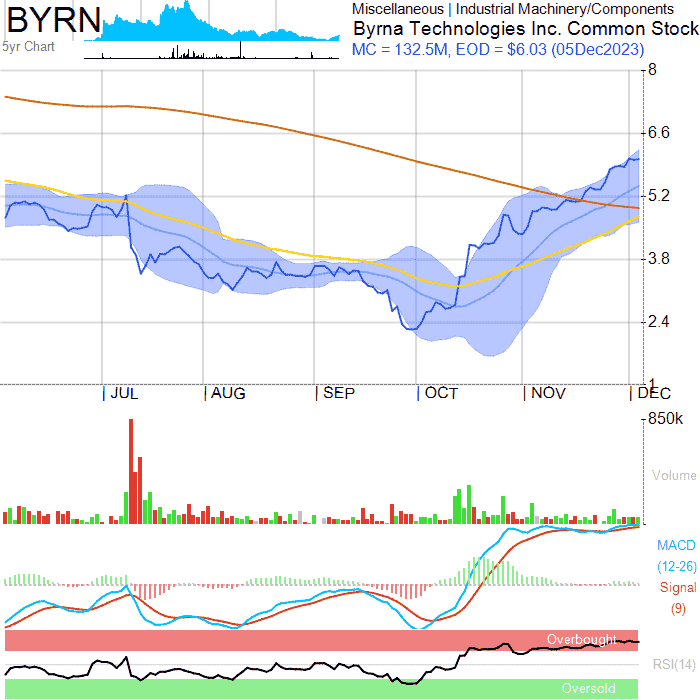 BYRN
5yr Chart
Miscellaneous | Industrial Machinery/Components
Byrna Technologies Inc. Common Stock
MC = 132.5M, EOD = $6.03 (05Dec2023)
8
6.6
5.2
3.8
2.4
1
JUL AUG SEP OCT NOV DEC
850k
Volume
MACD
(12-26)
Signal
(9)
Overbought
RSI(14)
Oversold